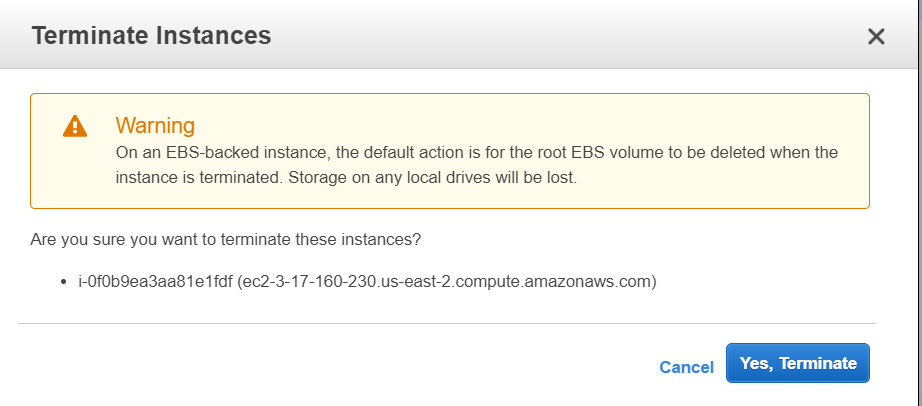 Terminate Instances
Warning
On an EBS-backed instance, the default action is for the root EBS volume to be deleted when the
instance is terminated. Storage on any local drives will be lost.
Are you sure you want to terminate these instances?
• i-0f0b9ea3aa81e1fdf (ec2-3-17-160-230.us-east-2.compute.amazonaws.com)
Cancel Yes, Terminate